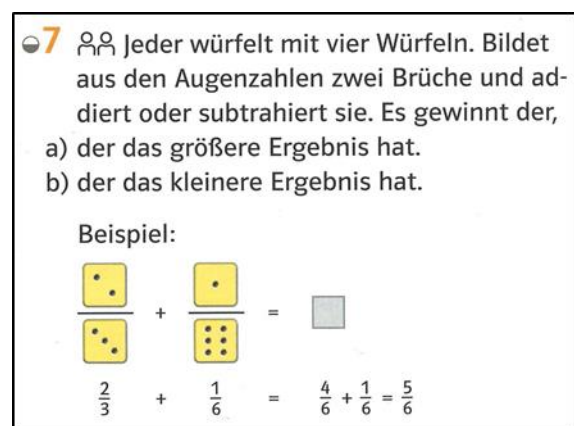 7 Jeder würfelt mit vier Würfeln. Bildet
aus den Augenzahlen zwei Brüche und ad-
diert oder subtrahiert sie. Es gewinnt der,
a) der das größere Ergebnis hat.
b) der das kleinere Ergebnis hat.
Beispiel:
+ =
2/3 + 1/6 = 4/6 + 1/6 = 5/6